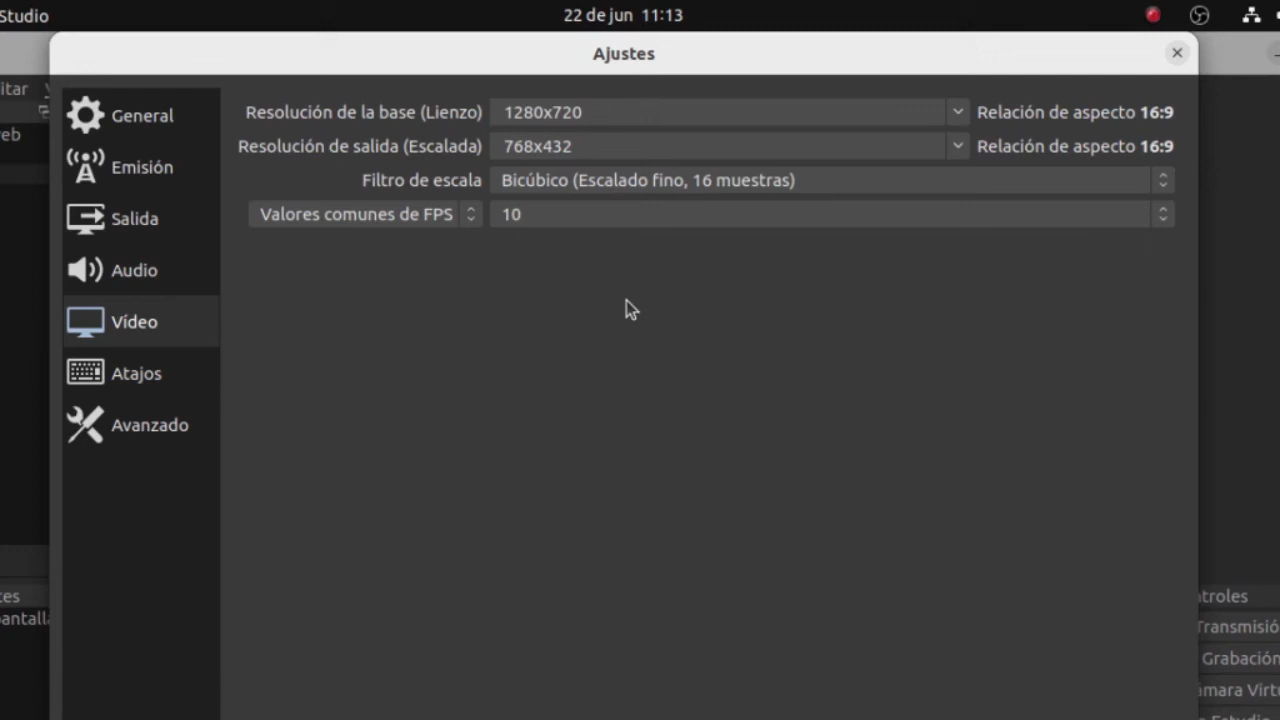 Studio
22 de jun 11:13
Ajustes
itar
eb
General
Emisión
Salida
Audio
Vídeo
Atajos
Avanzado
Resolución de la base (Lienzo) 1280x720 Relación de aspecto 16:9
Resolución de salida (Escalada) 768x432 Relación de aspecto 16:9
Filtro de escala Bicúbico (Escalado fino, 16 muestras)
Valores comunes de FPS 10
tes
pantalla
ntroles
Transmisió
Grabación
ámara Virtu